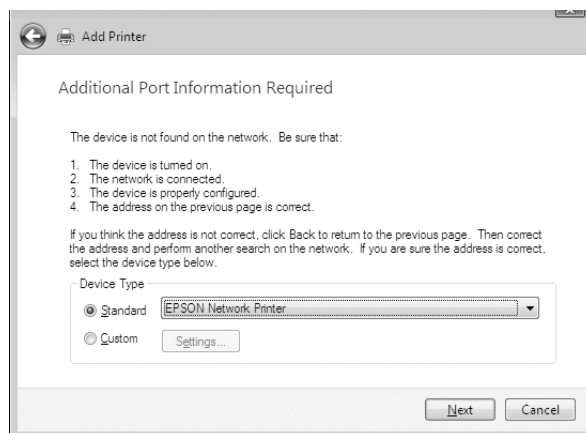 Add Printer
Additional Port Information Required
The device is not found on the network.  Be sure that:
1.  The device is turned on.
2.  The network is connected.
3.  The device is properly configured.
4.  The address on the previous page is correct.
If you think the address is not correct, click Back to return to the previous page.  Then correct
the address and perform another search on the network.  If you are sure the address is correct,
select the device type below.
Device Type
Standard
EPSON Network Printer
Custom
Settings...
Next
Cancel